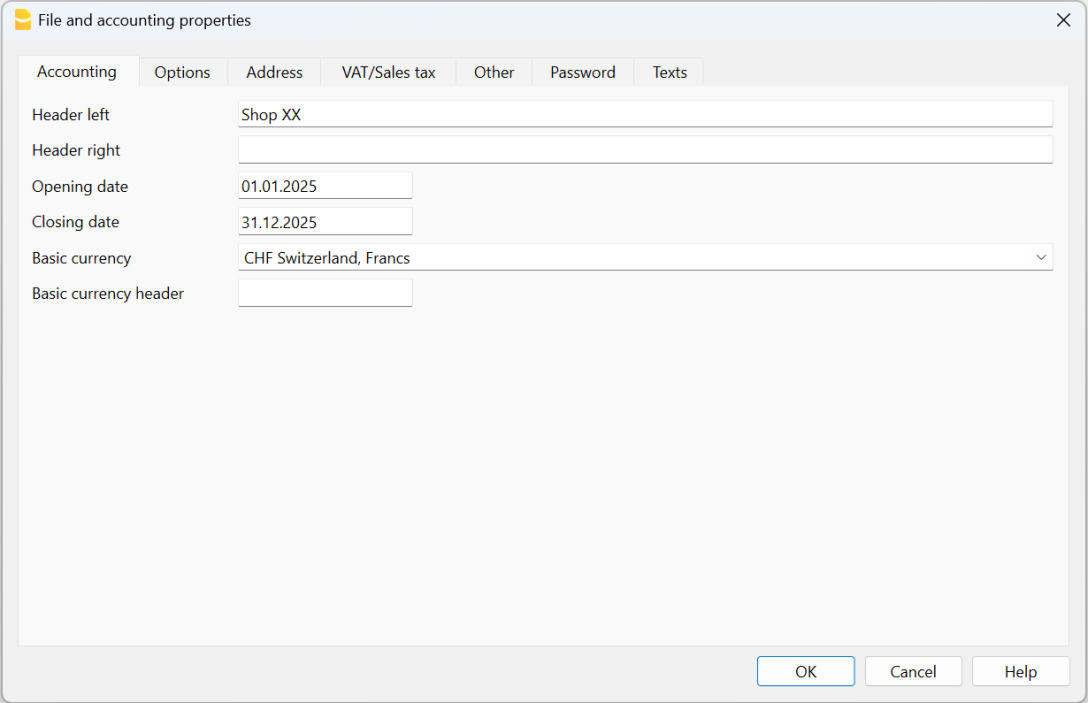 File and accounting properties
Accounting Options Address VAT/Sales tax Other Password Texts
Header left Shop XX
Header right
Opening date 01.01.2025
Closing date 31.12.2025
Basic currency CHF Switzerland, Francs
Basic currency header
OK Cancel Help